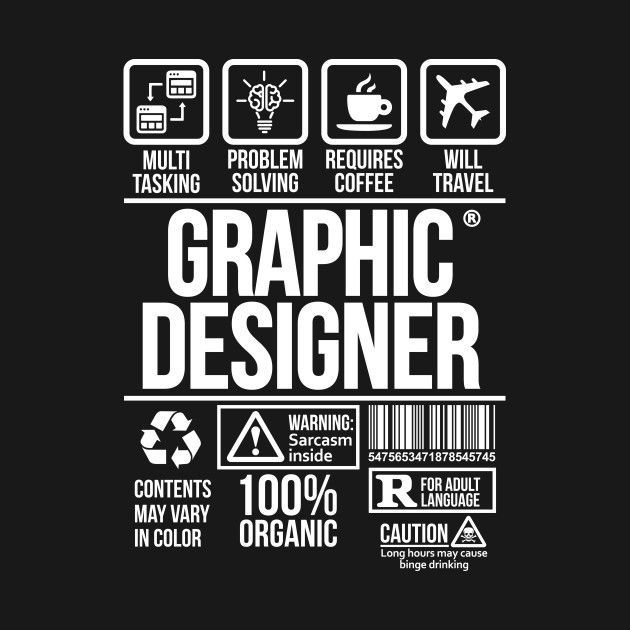 MULTI
TASKING
PROBLEM
SOLVING
REQUIRES
COFFEE
WILL
TRAVEL
GRAPHIC ®
DESIGNER
WARNING:
Sarcasm
inside
5475653471878545745
CONTENTS
MAY VARY
IN COLOR
100%
ORGANIC
R FOR ADULT
LANGUAGE
CAUTION
Long hours may cause
binge drinking